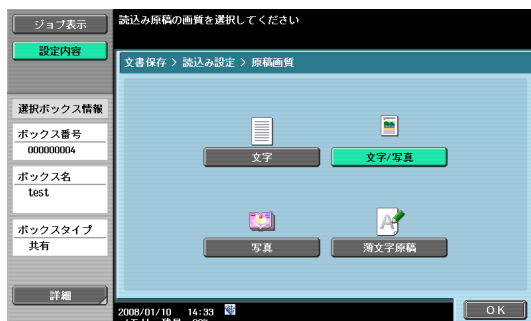 ジョブ表示
設定内容
読込み原稿の画質を選択してください
文書保存 > 読込み設定 > 原稿画質
選択ボックス情報
ボックス番号
000000004
ボックス名
test
ボックスタイプ
共有
詳細
文字
文字/写真
写真
薄文字原稿
2008/01/10 14:33
OK